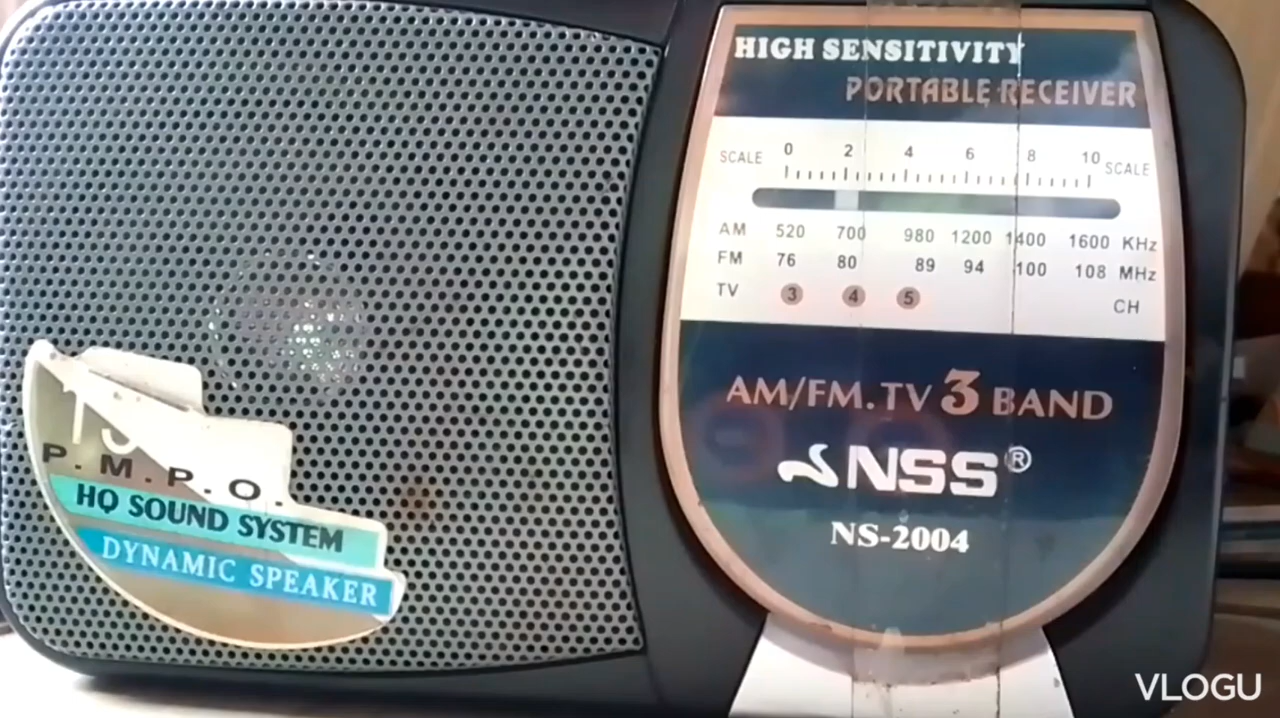 HIGH SENSITIVITY
PORTABLE RECEIVER
SCALE 0 2 4 6 8 10 SCALE
AM 520 700 980 1200 1400 1600 KHz
FM 76 80 89 94 100 108 MHz
TV 3 4 5 CH
AM/FM.TV 3 BAND
NSS®
NS-2004
P.M.P.O.
HQ SOUND SYSTEM
DYNAMIC SPEAKER
VLOGU